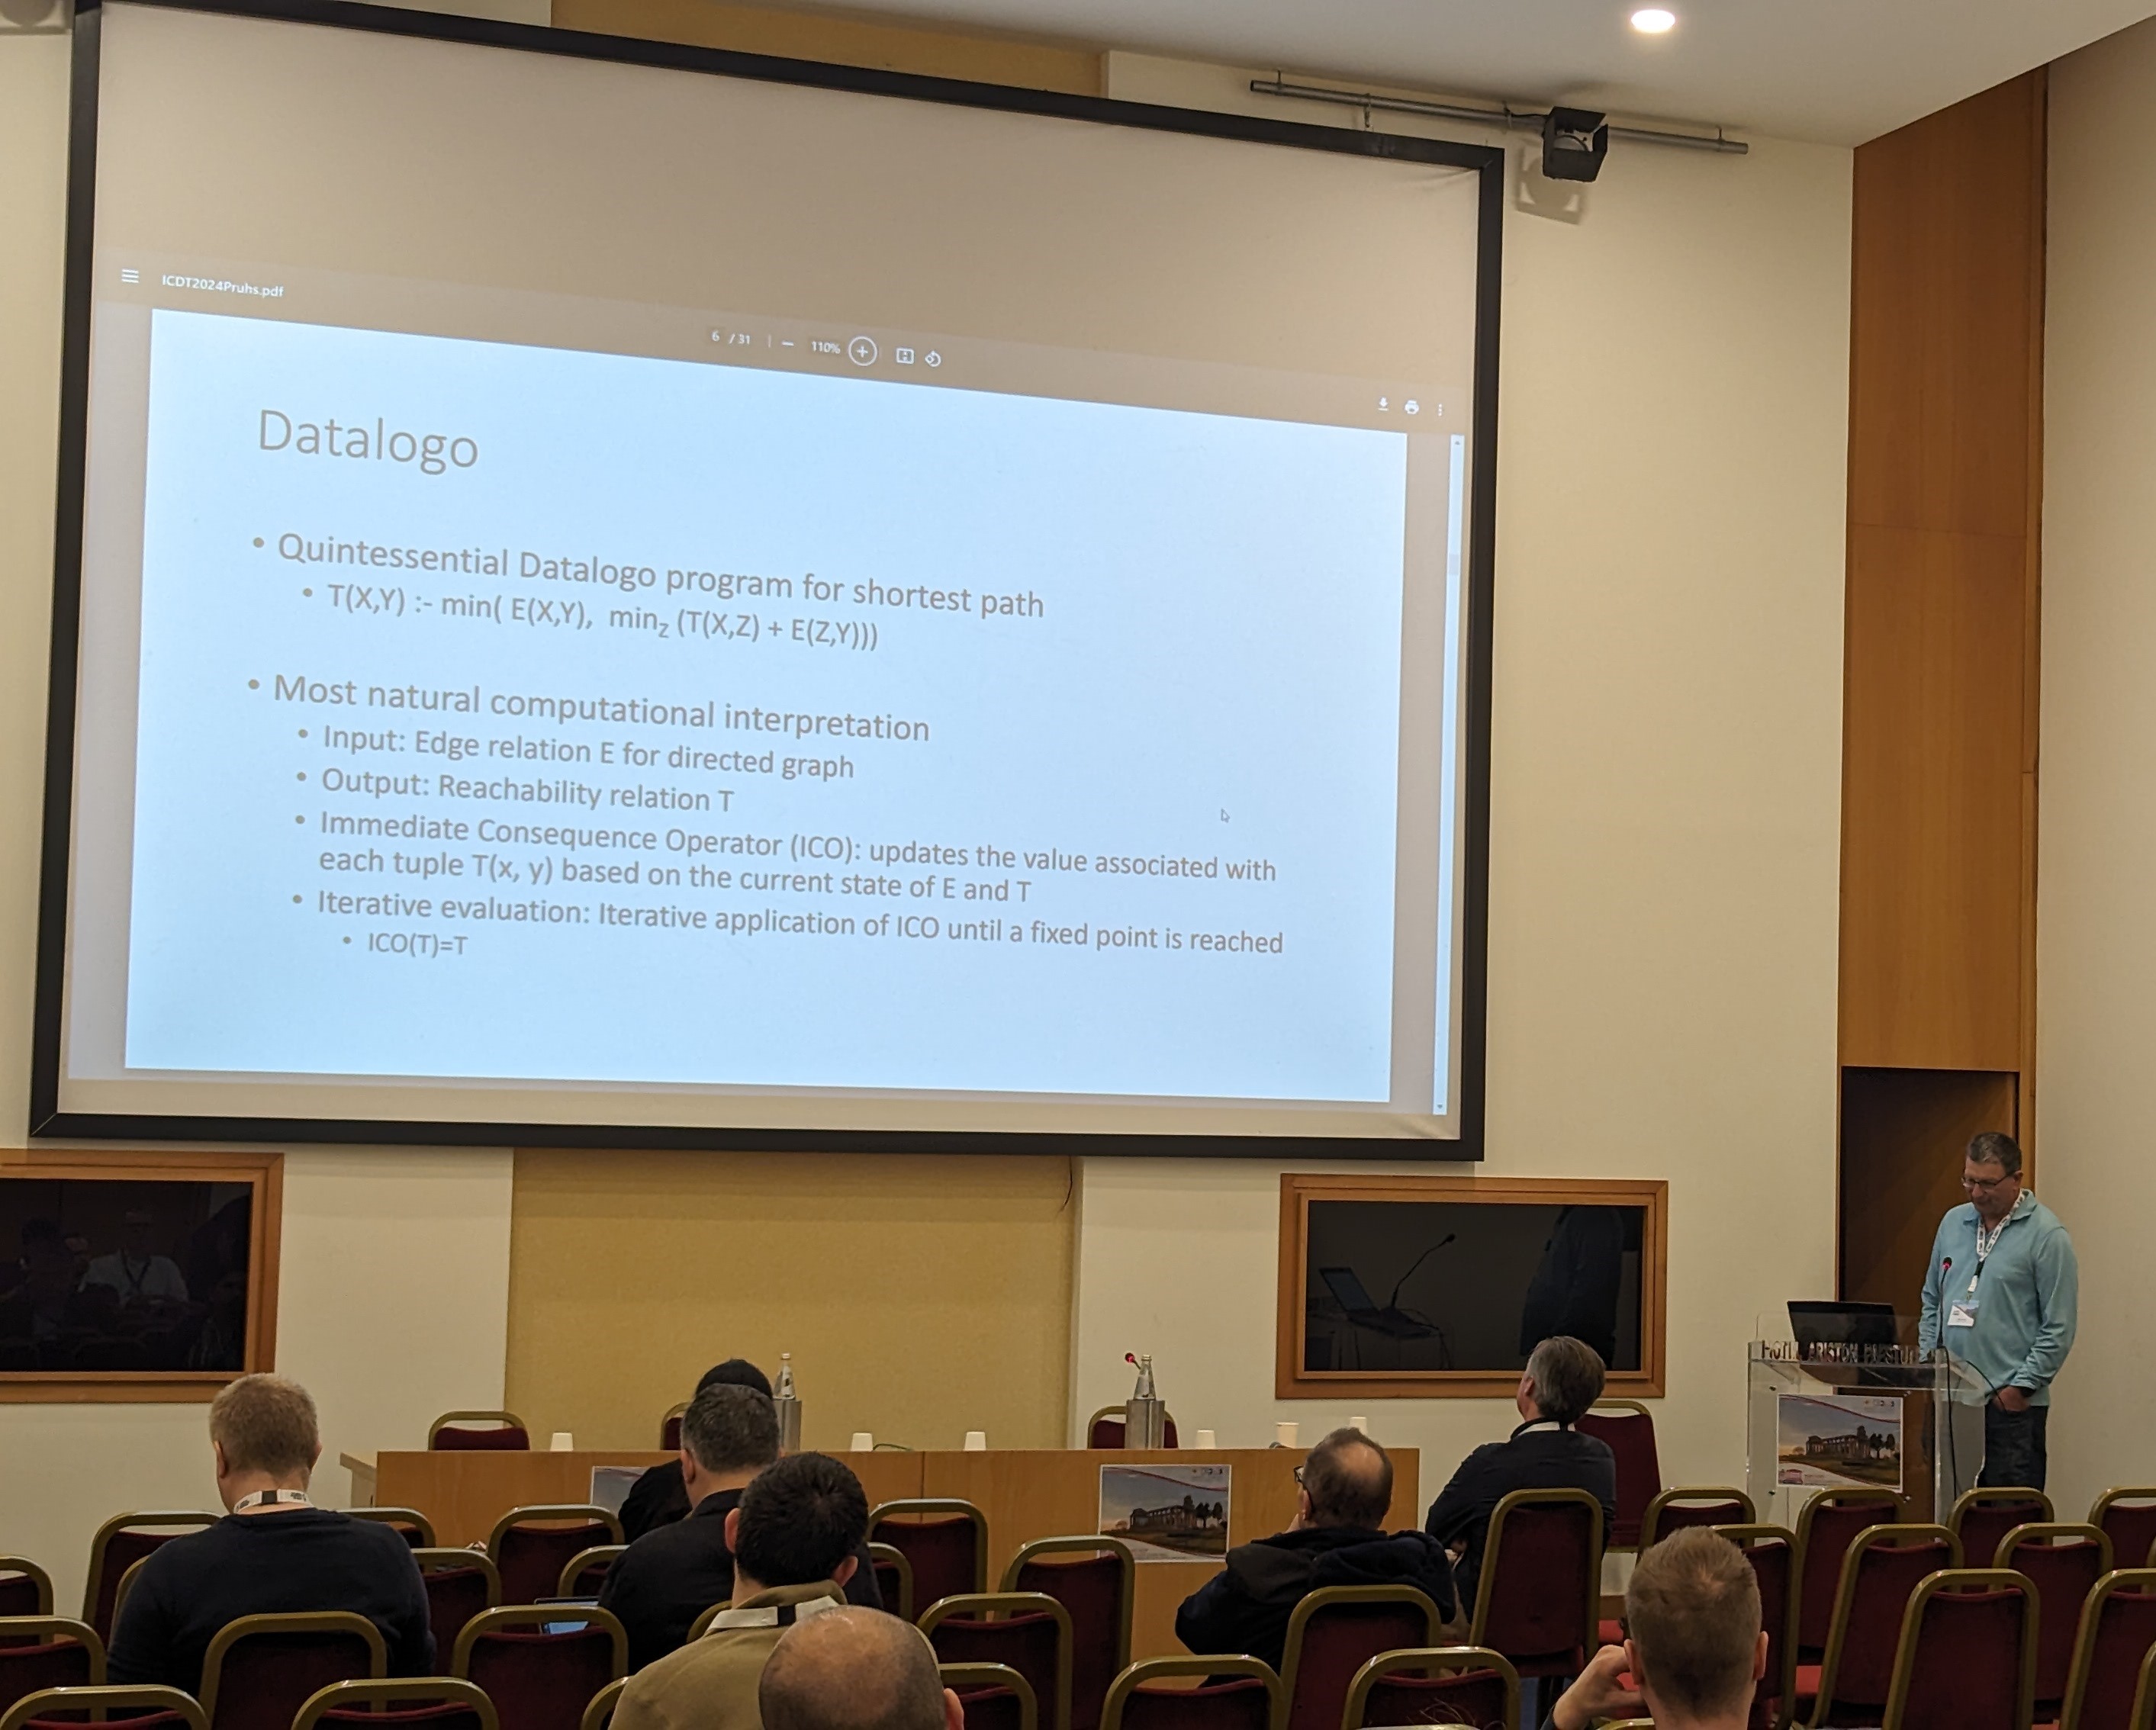 ICDT2024Pruhs.pdf
6 / 31
110%
Datalogo
• Quintessential Datalogo program for shortest path
• T(X,Y) :- min( E(X,Y), minz (T(X,Z) + E(Z,Y)))
• Most natural computational interpretation
• Input: Edge relation E for directed graph
• Output: Reachability relation T
• Immediate Consequence Operator (ICO): updates the value associated with
each tuple T(x, y) based on the current state of E and T
• Iterative evaluation: Iterative application of ICO until a fixed point is reached
• ICO(T)=T